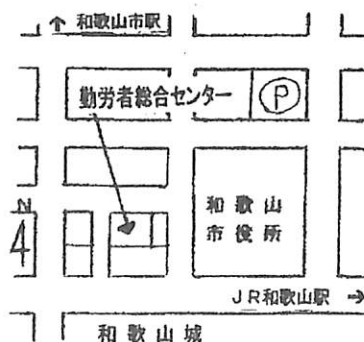 ↑ 和歌山市駅
勤労者総合センター
P
N
和歌山
市役所
JR和歌山駅 →
和歌山城